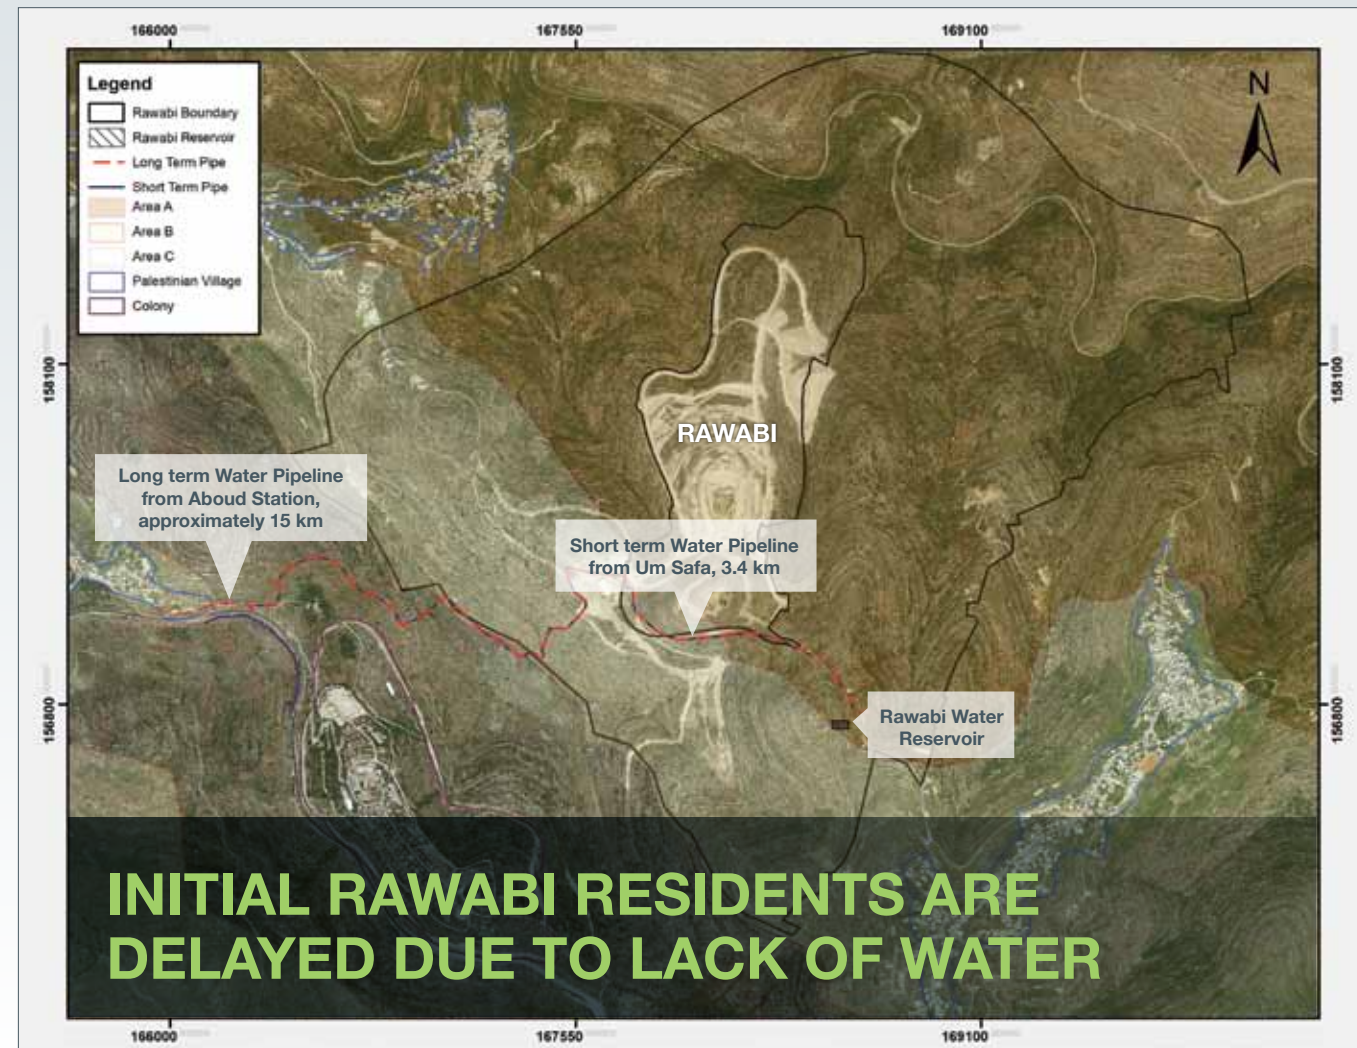 166000
167550
169100
Legend
Rawabi Boundary
Rawabi Reservoir
Long Term Pipe
Short Term Pipe
Area A
Area B
Area C
Palestinian Village
Colony
N
158100
158100
RAWABI
Long term Water Pipeline
from Aboud Station,
approximately 15 km
Short term Water Pipeline
from Um Safa, 3.4 km
156800
156800
Rawabi Water
Reservoir
INITIAL RAWABI RESIDENTS ARE
DELAYED DUE TO LACK OF WATER
166000
167550
169100